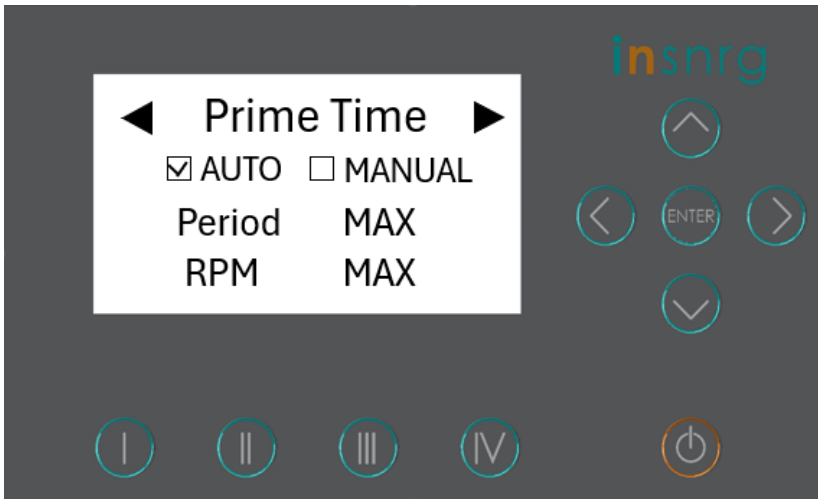 insnrg
Prime Time
AUTO MANUAL
Period MAX
RPM MAX
ENTER
I II III IV